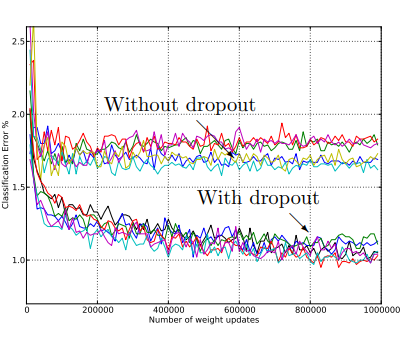 2.5
Without dropout
2.0
Classification Error %
1.5
With dropout
1.0
0 200000 400000 600000 800000 1000000
Number of weight updates